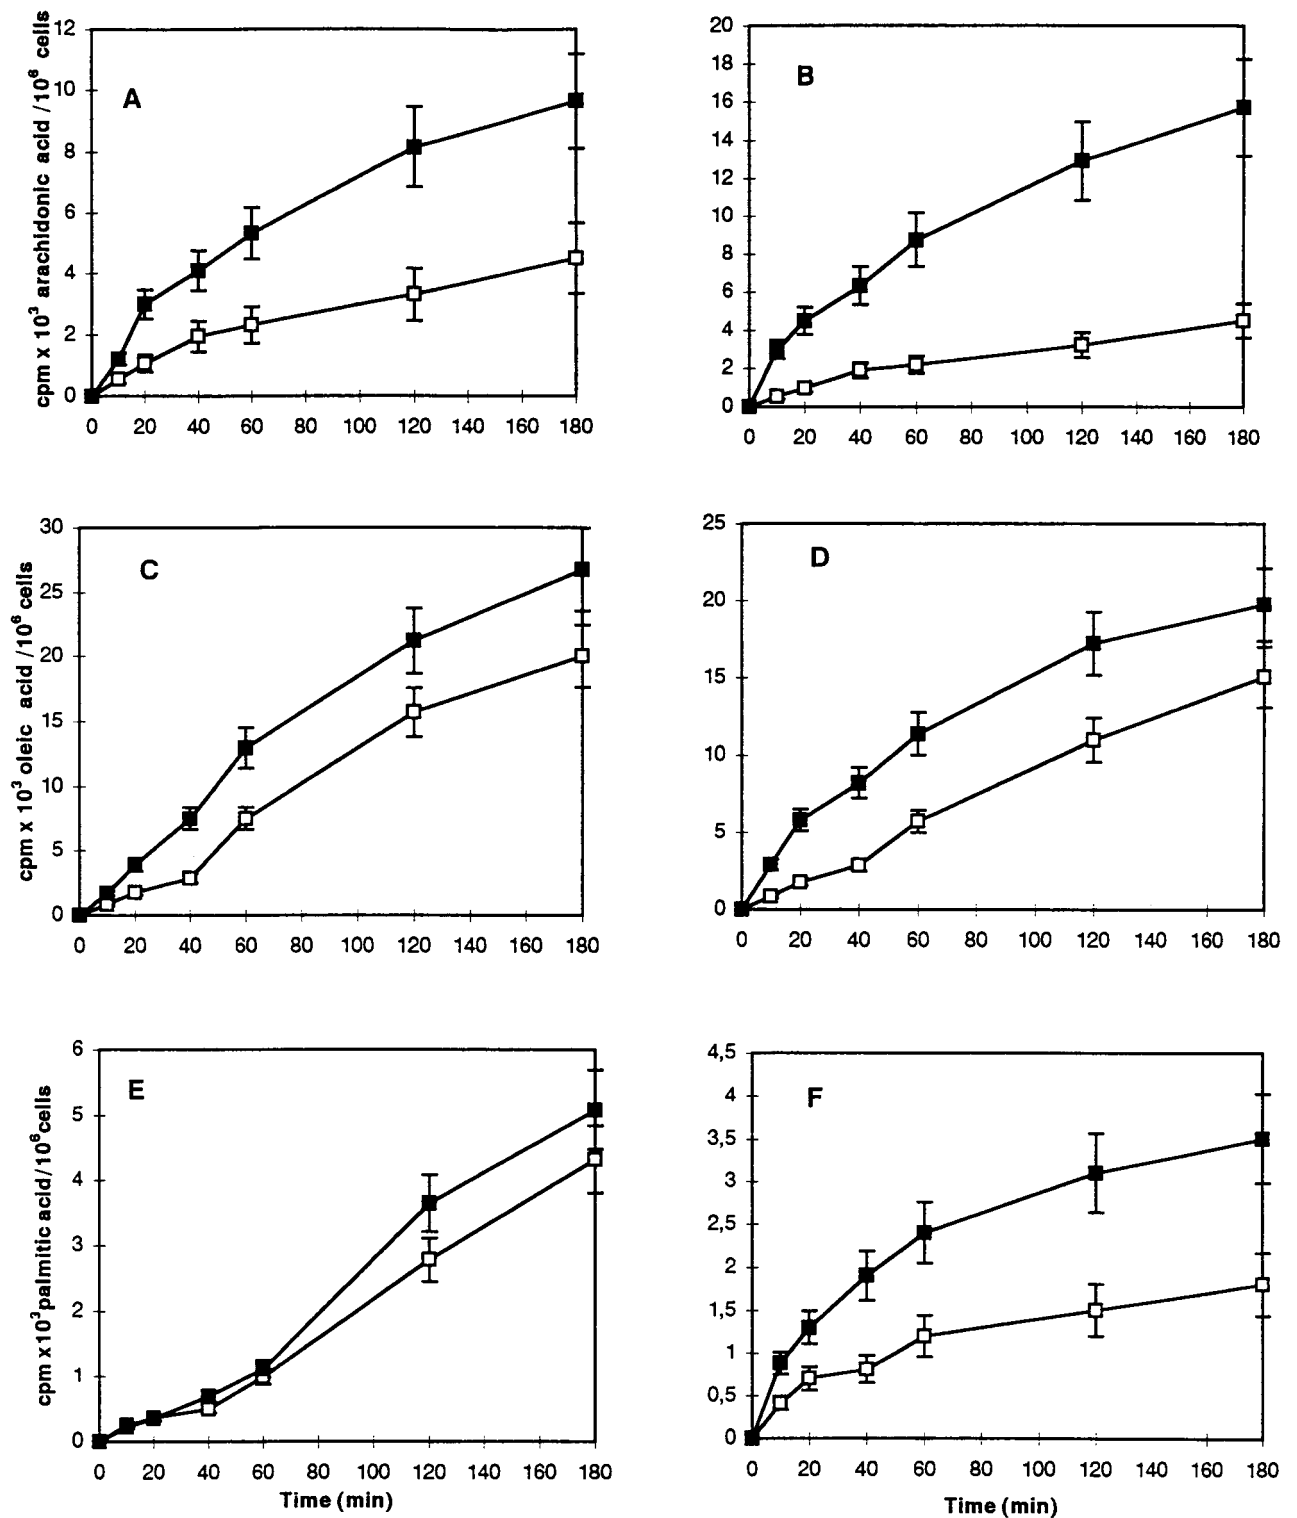 cpm x 10³ arachidonic acid /10⁶ cells
12
10
8
6
4
2
0
A
0 20 40 60 80 100 120 140 160 180
20
18
16
14
12
10
8
6
4
2
0
B
0 20 40 60 80 100 120 140 160 180
cpm x 10³ oleic acid /10⁶ cells
30
25
20
15
10
5
0
C
0 20 40 60 80 100 120 140 160 180
25
20
15
10
5
0
D
0 20 40 60 80 100 120 140 160 180
cpm x10³ palmitic acid/10⁶ cells
6
5
4
3
2
1
0
E
0 20 40 60 80 100 120 140 160 180
Time (min)
4,5
4
3,5
3
2,5
2
1,5
1
0,5
0
F
0 20 40 60 80 100 120 140 160 180
Time (min)